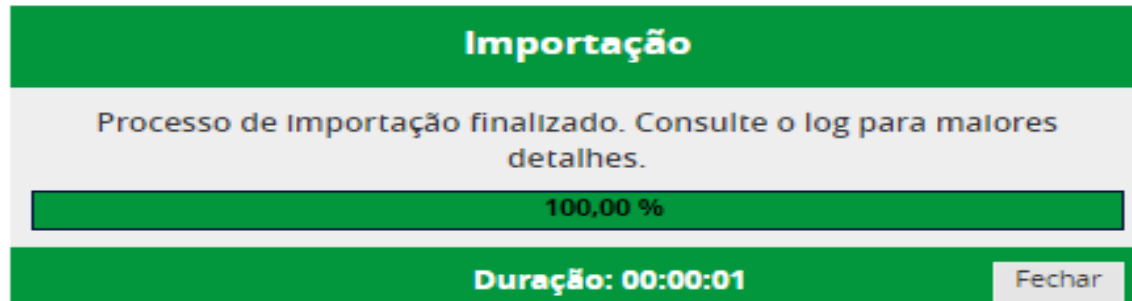 Importação
Processo de Importação finalizado. Consulte o log para maiores
detalhes.
100,00 %
Duração: 00:00:01
Fechar